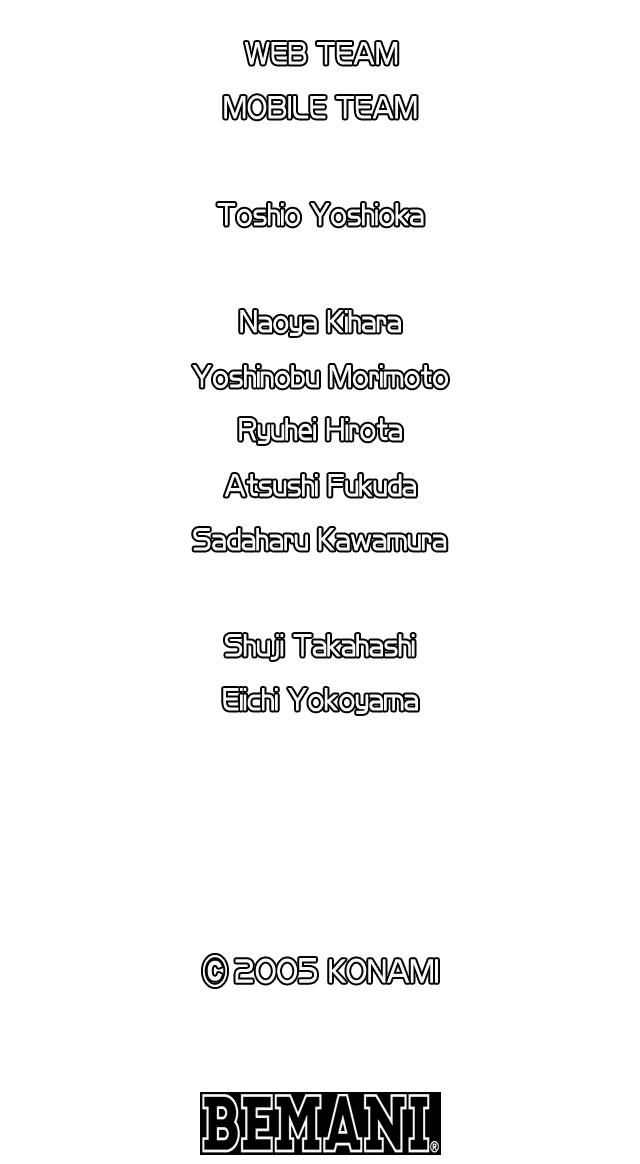 WEB TEAM
MOBILE TEAM
Toshio Yoshioka
Naoya Kihara
Yoshinobu Morimoto
Ryuhei Hirota
Atsushi Fukuda
Sadaharu Kawamura
Shuji Takahashi
Eiichi Yokoyama
© 2005 KONAMI
BEMANI®